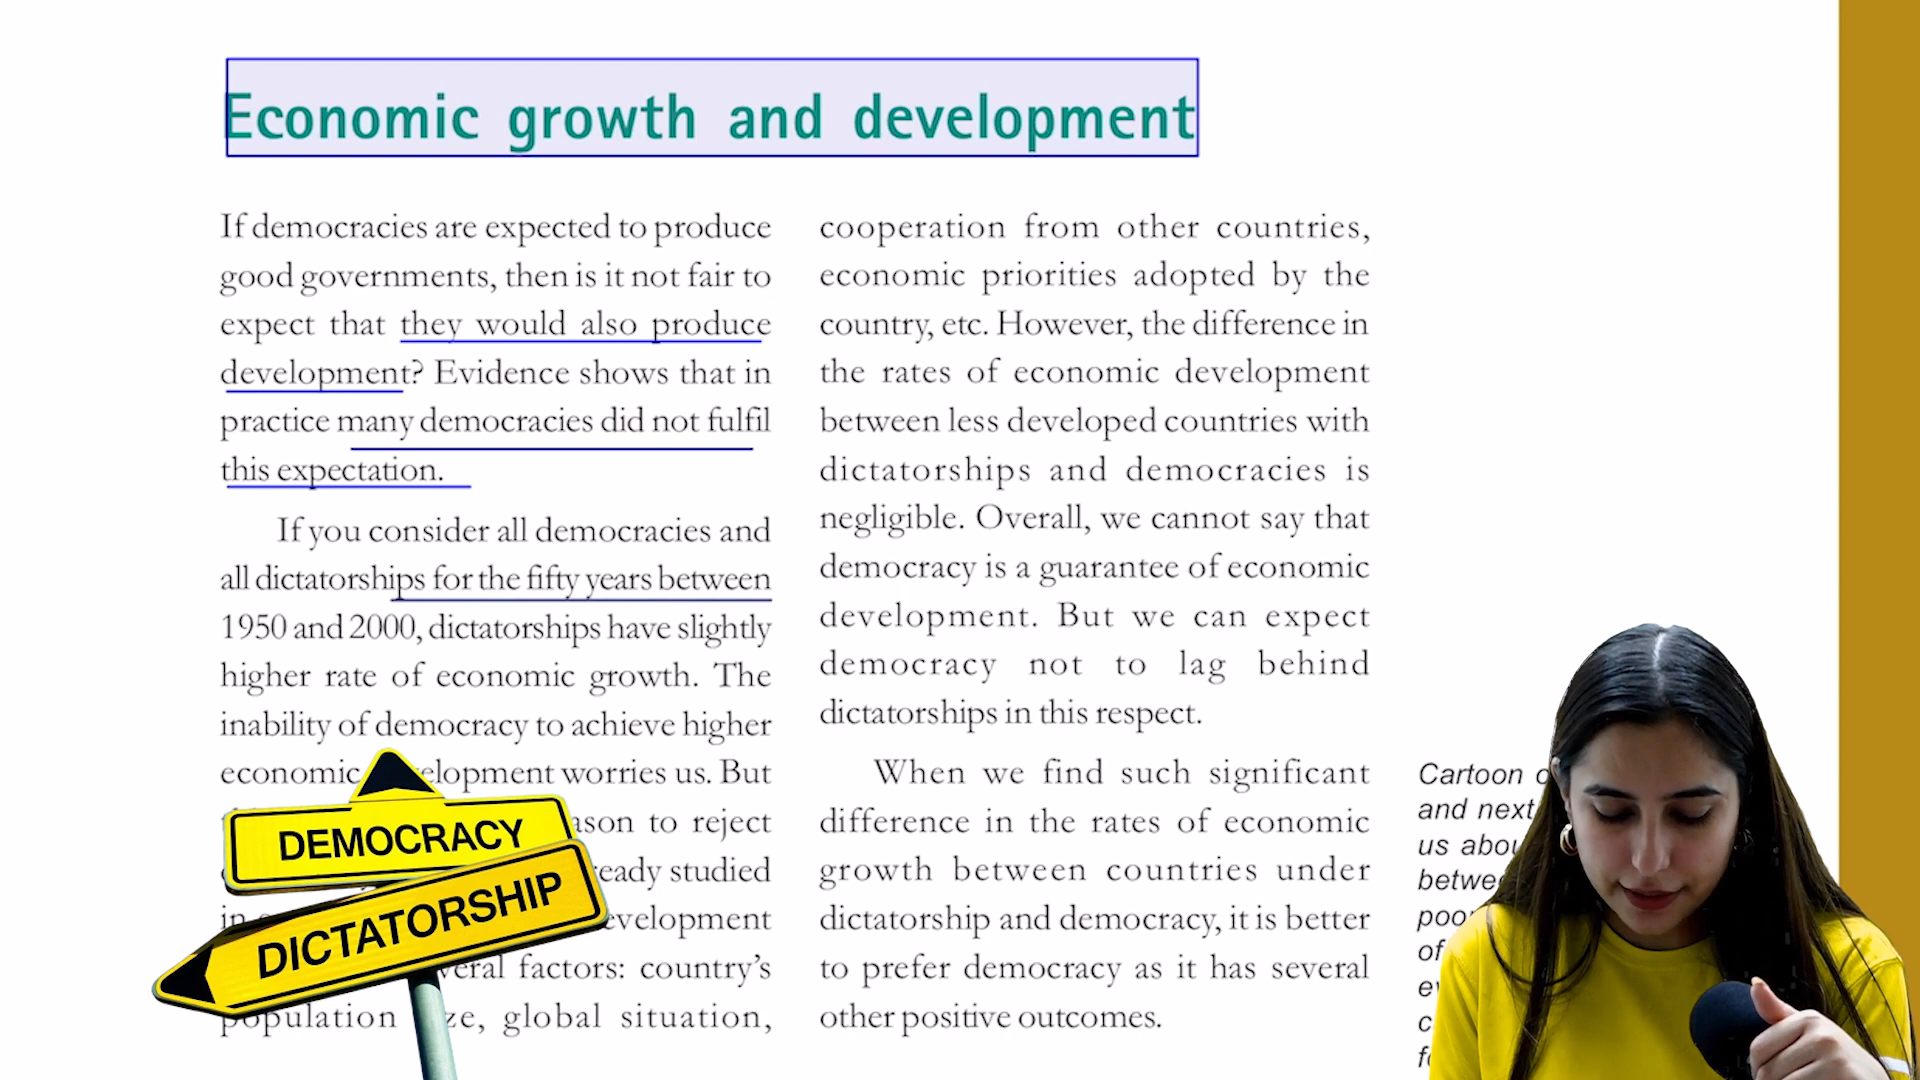 Economic growth and development
If democracies are expected to produce
good governments, then is it not fair to
expect that they would also produce
development? Evidence shows that in
practice many democracies did not fulfil
this expectation.
If you consider all democracies and
all dictatorships for the fifty years between
1950 and 2000, dictatorships have slightly
higher rate of economic growth. The
inability of democracy to achieve higher
economic development worries us. But
to reject
studied
in
factors: country's
population size, global situation,
DEMOCRACY
DICTATORSHIP
cooperation from other countries,
economic priorities adopted by the
country, etc. However, the difference in
the rates of economic development
between less developed countries with
dictatorships and democracies is
negligible. Overall, we cannot say that
democracy is a guarantee of economic
development. But we can expect
democracy not to lag behind
dictatorships in this respect.
When we find such significant
difference in the rates of economic
growth between countries under
dictatorship and democracy, it is better
to prefer democracy as it has several
other positive outcomes.
Cartoon
and next
us
of